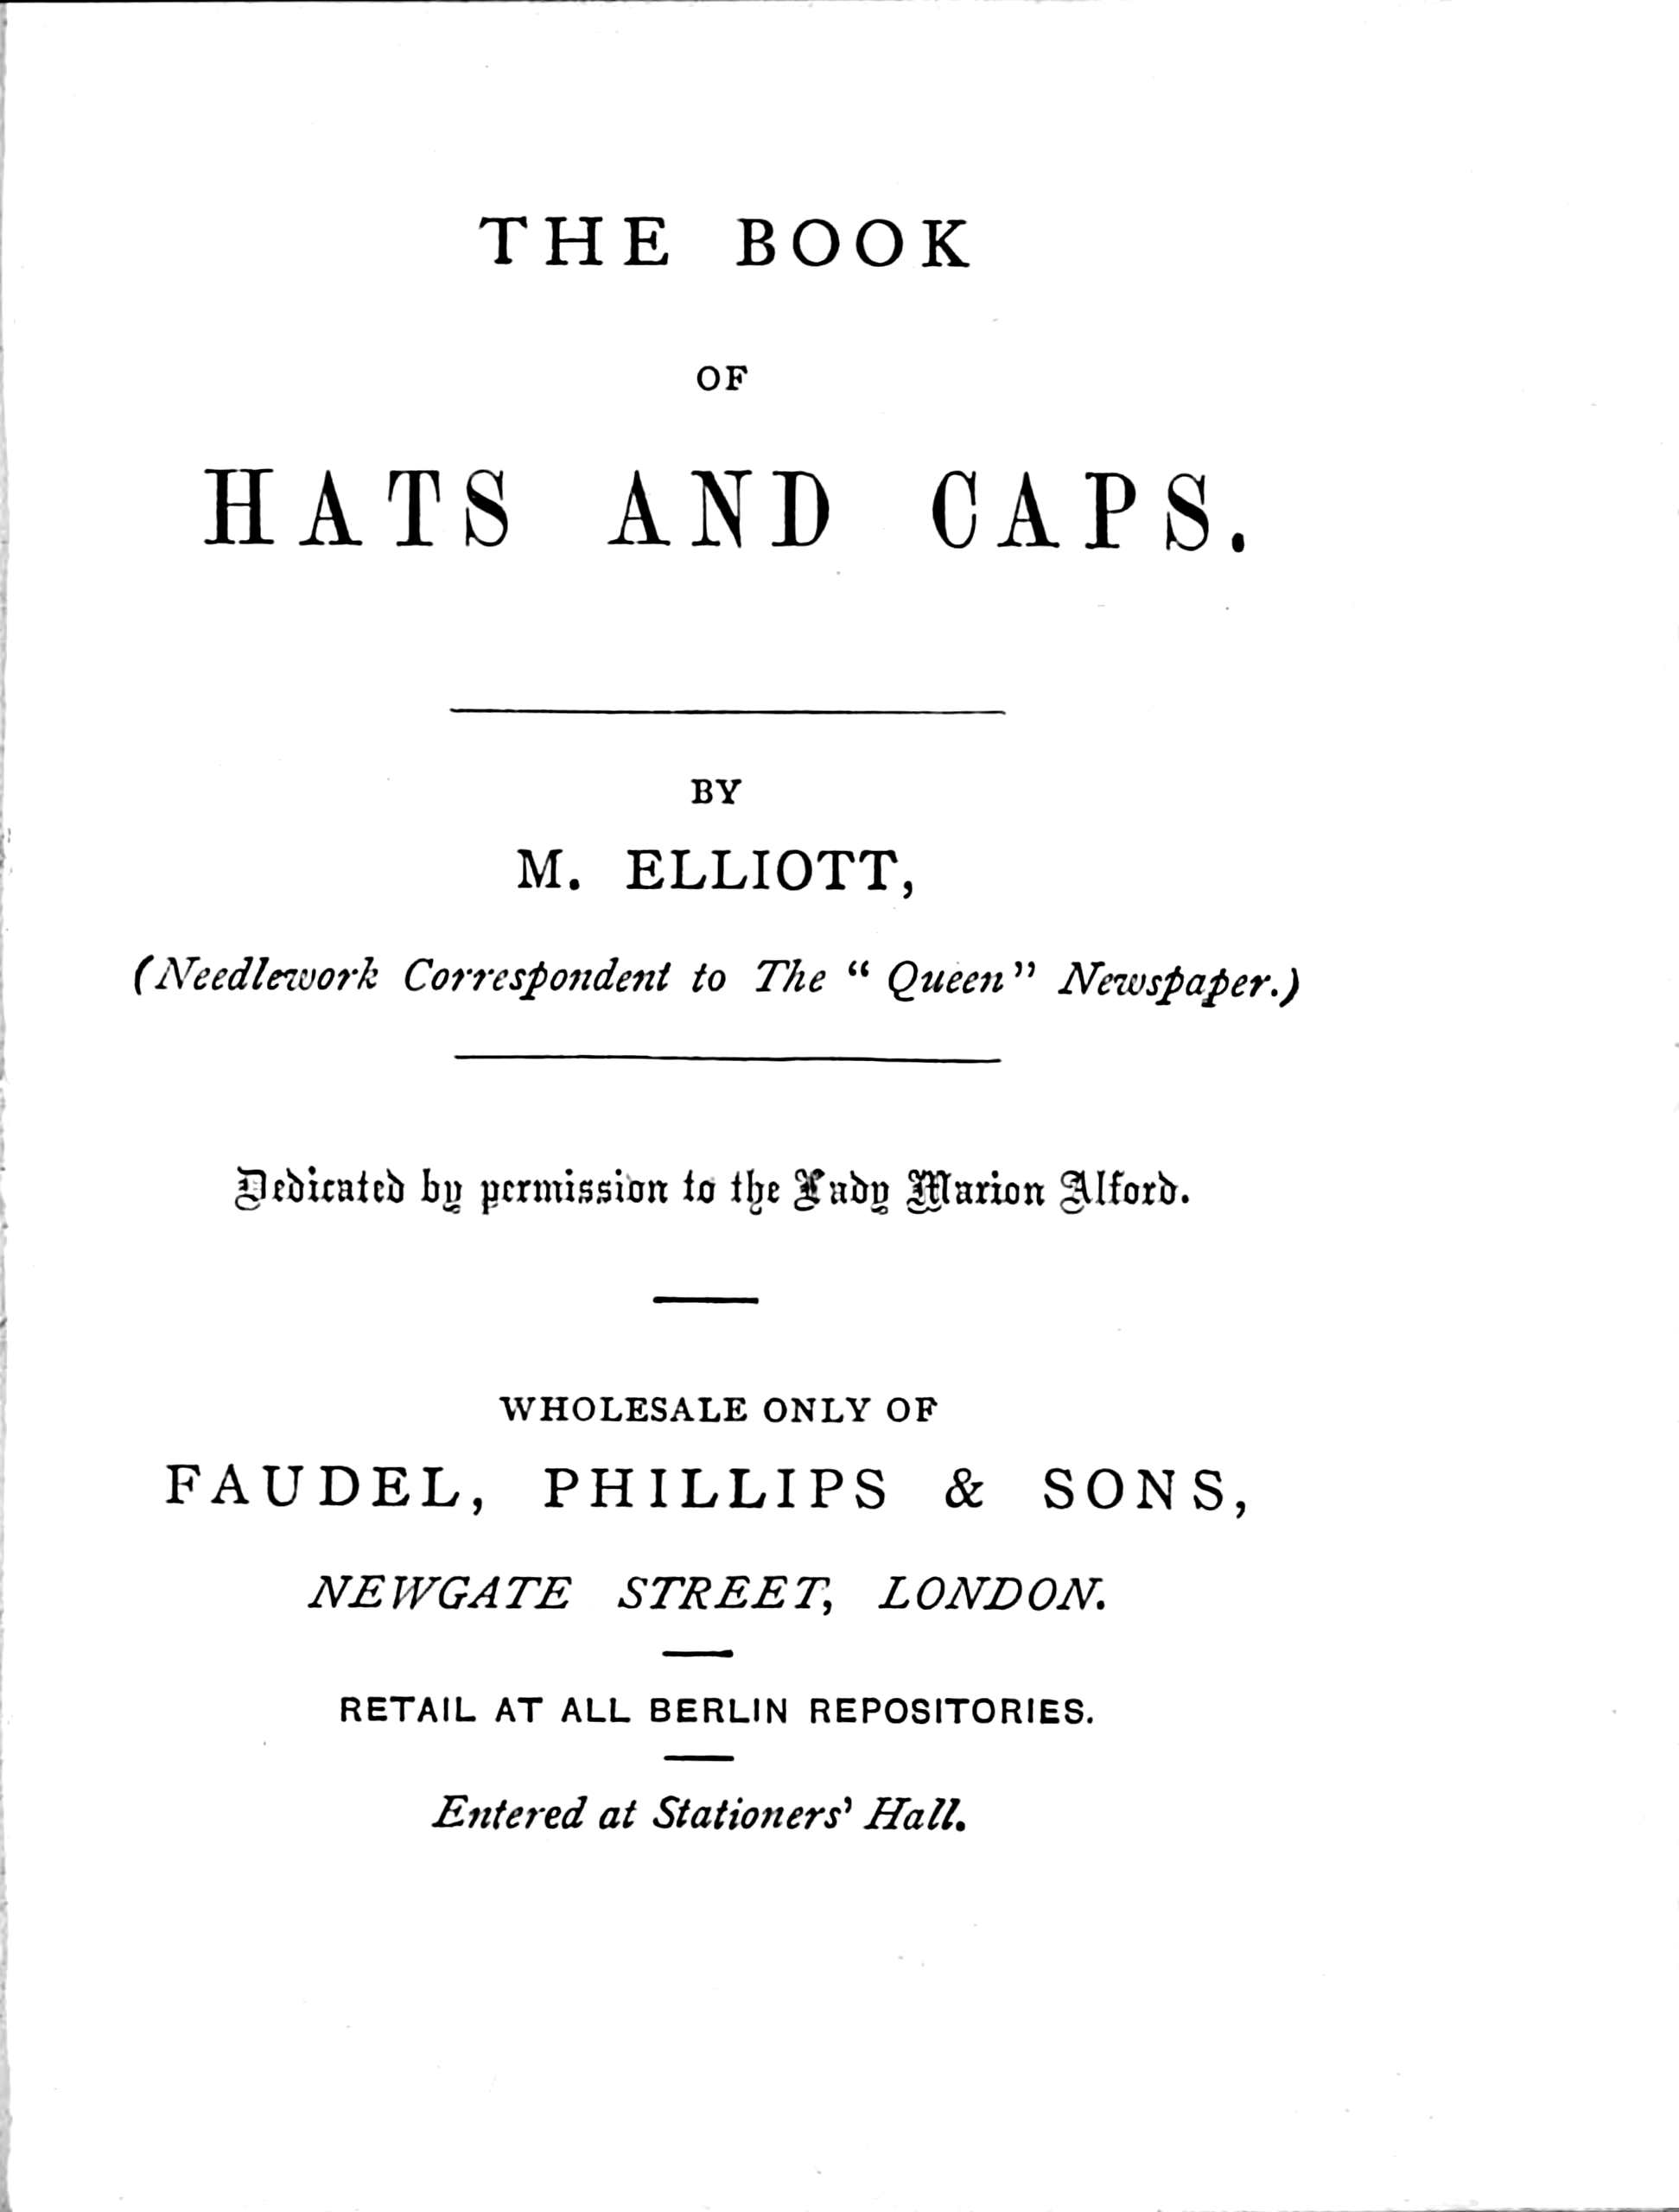 THE BOOK
OF
HATS AND CAPS.
BY
M. ELLIOTT,
(Needlework Correspondent to The “Queen” Newspaper.)
Dedicated by permission to the Lady Marion Alford.
WHOLESALE ONLY OF
FAUDEL, PHILLIPS & SONS,
NEWGATE STREET, LONDON.
RETAIL AT ALL BERLIN REPOSITORIES.
Entered at Stationers’ Hall.